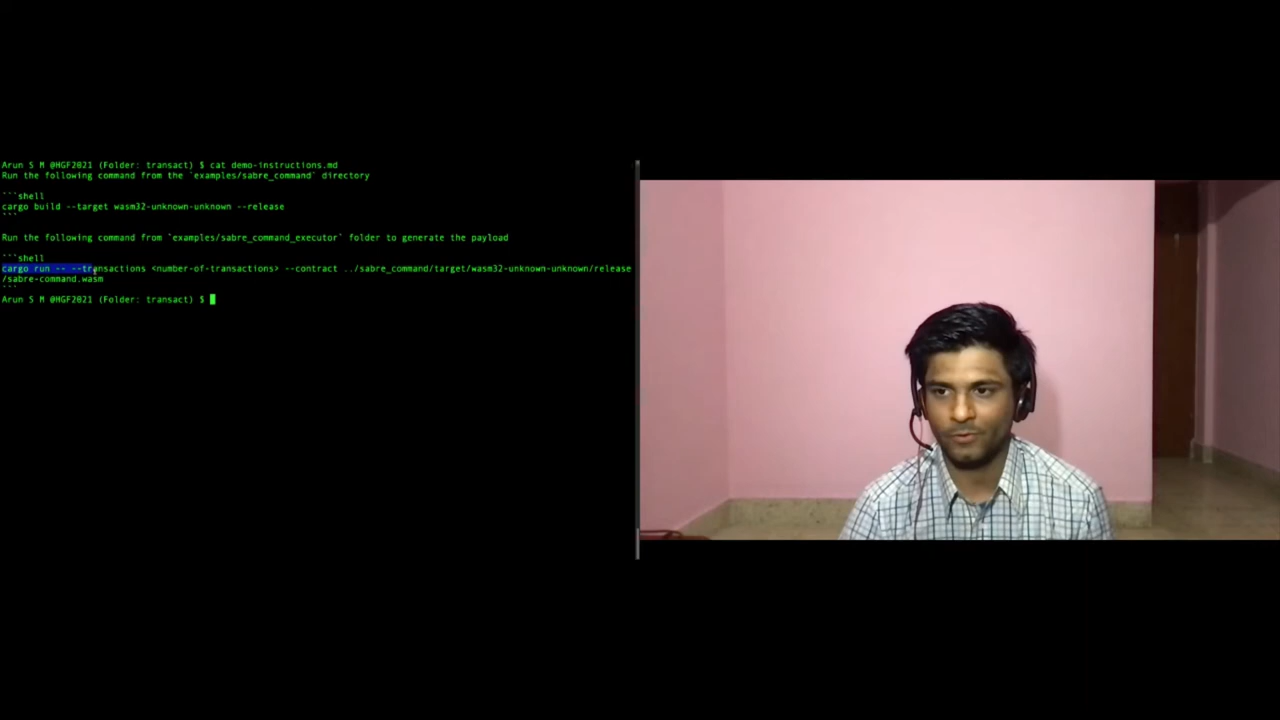 Arun S M @HGF2021 (Folder: transact) $ cat demo-instructions.md
Run the following command from the `examples/sabre_command` directory
```shell
cargo build --target wasm32-unknown-unknown --release
```
Run the following command from `examples/sabre_command_executor` folder to generate the payload
```shell
cargo run -- --transactions <number-of-transactions> --contract ../sabre_command/target/wasm32-unknown-unknown/release
/sabre-command.wasm
```
Arun S M @HGF2021 (Folder: transact) $